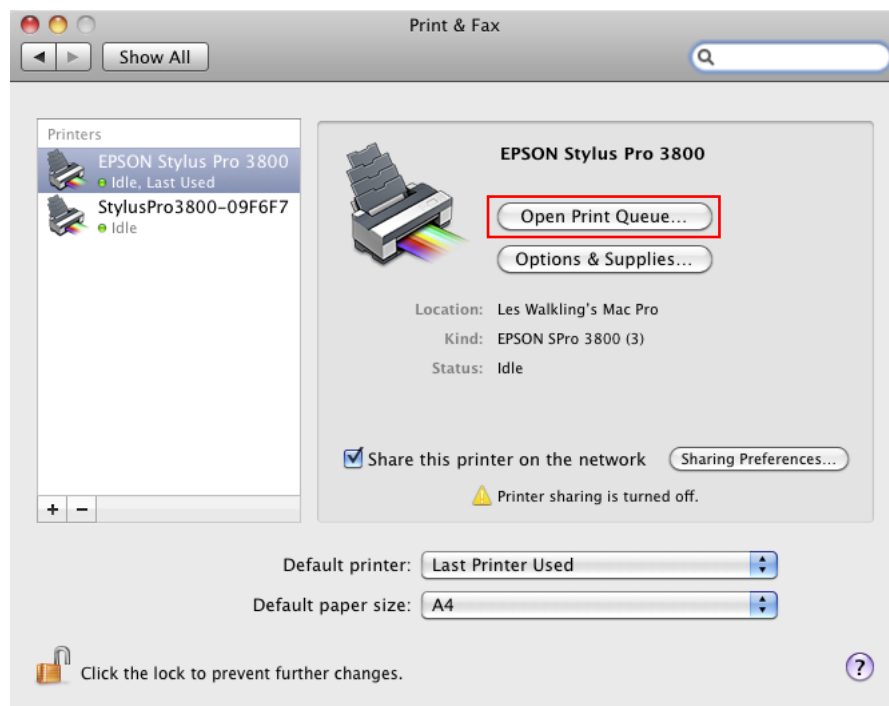 Print & Fax
Show All
Printers
EPSON Stylus Pro 3800
Idle, Last Used
StylusPro3800-09F6F7
Idle
EPSON Stylus Pro 3800
Open Print Queue...
Options & Supplies...
Location: Les Walkling's Mac Pro
Kind: EPSON SPro 3800 (3)
Status: Idle
Share this printer on the network Sharing Preferences...
Printer sharing is turned off.
+ −
Default printer: Last Printer Used
Default paper size: A4
Click the lock to prevent further changes. ?